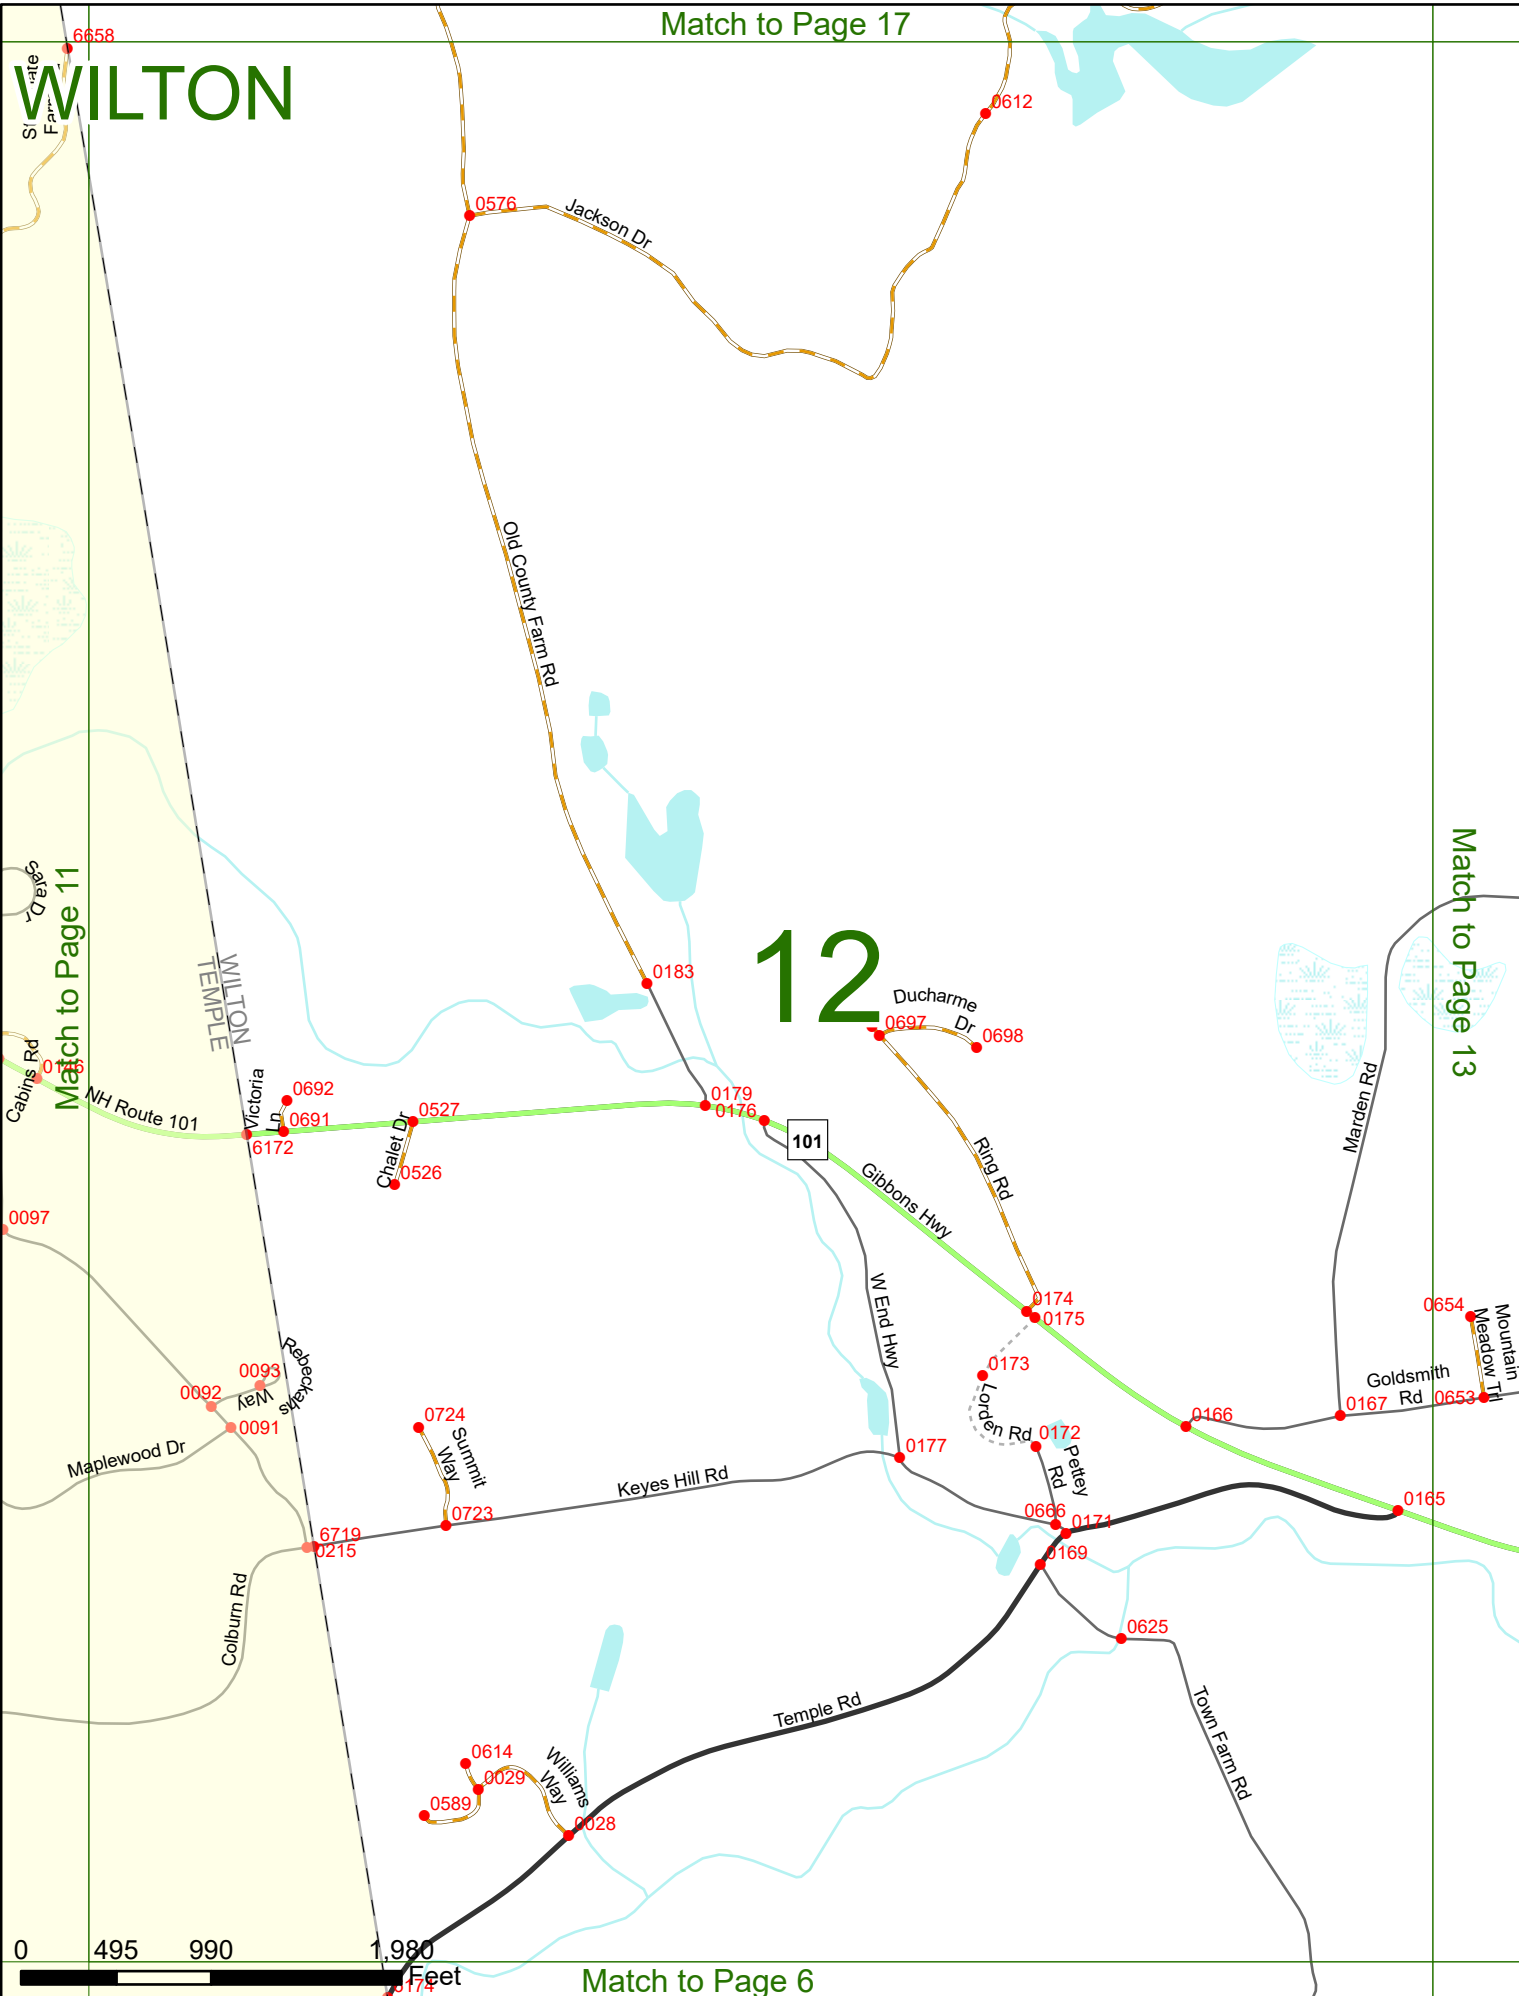 Match to Page 17
6658
WILTON
0612
0576
Jackson Dr
Old County Farm Rd
Sara Dr
Match to Page 11
Match to Page 13
WILTON
TEMPLE
0183
12
Ducharme
Dr
0697
0698
Cabins Rd
0146
NH Route 101
Victoria
Ln
0692
0691
6172
0527
Chalet Dr
0526
0179
0176
101
Gibbons Hwy
Ring Rd
Marden Rd
0097
W End Hwy
0174
0175
0173
Lorden Rd
0172
Pettey
Rd
0654
Mountain
Meadow Trl
Goldsmith
Rd
0653
0167
0166
0093
Rebeckahs
Way
0092
0091
Maplewood Dr
0724
Summit
Way
0723
Keyes Hill Rd
0177
0666
0171
0165
0169
6719
0215
Colburn Rd
0625
Town Farm Rd
Temple Rd
0614
Williams
Way
0029
0589
0028
0 495 990 1,980
Feet
6174
Match to Page 6